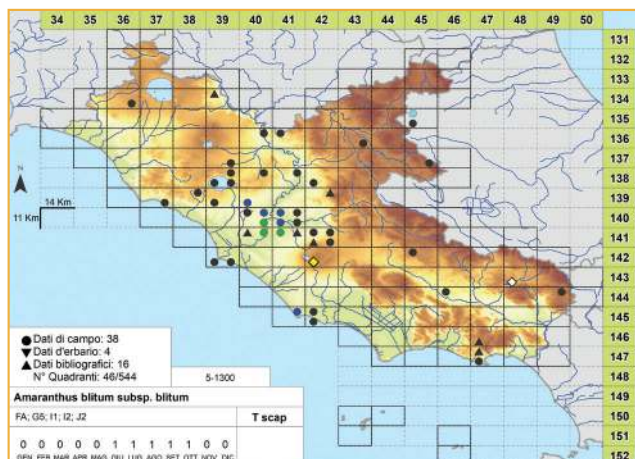 34 35 36 37 38 39 40 41 42 43 44 45 46 47 48 49 50
131
132
133
134
135
136
137
138
139
140
141
142
143
144
145
146
147
148
149
150
151
152
N
14 Km
11 Km
Dati di campo: 38
Dati d'erbario: 4
Dati bibliografici: 16
N° Quadranti: 46/544
5-1300
Amaranthus blitum subsp. blitum
FA; G5; I1; I2; J2
T scap
0 0 0 0 0 1 1 1 1 1 0 0
GEN FEB MAR APR MAG GIU LUG AGO SET OTT NOV DIC